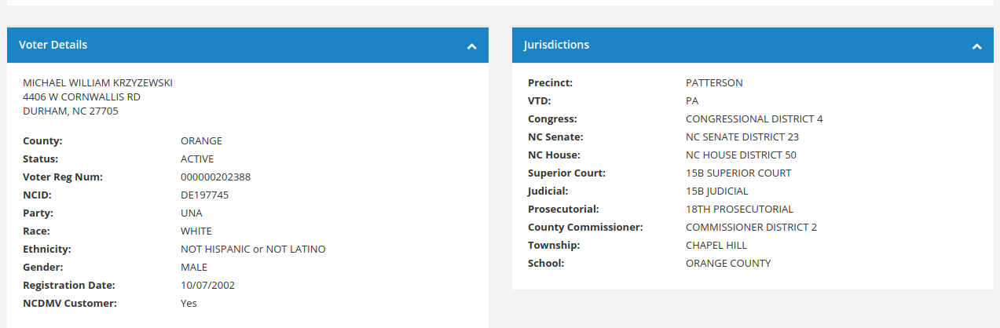 Voter Details
MICHAEL WILLIAM KRZYZEWSKI
4406 W CORNWALLIS RD
DURHAM, NC 27705
County: ORANGE
Status: ACTIVE
Voter Reg Num: 000000202388
NCID: DE197745
Party: UNA
Race: WHITE
Ethnicity: NOT HISPANIC or NOT LATINO
Gender: MALE
Registration Date: 10/07/2002
NCDMV Customer: Yes
Jurisdictions
Precinct: PATTERSON
VTD: PA
Congress: CONGRESSIONAL DISTRICT 4
NC Senate: NC SENATE DISTRICT 23
NC House: NC HOUSE DISTRICT 50
Superior Court: 15B SUPERIOR COURT
Judicial: 15B JUDICIAL
Prosecutorial: 18TH PROSECUTORIAL
County Commissioner: COMMISSIONER DISTRICT 2
Township: CHAPEL HILL
School: ORANGE COUNTY